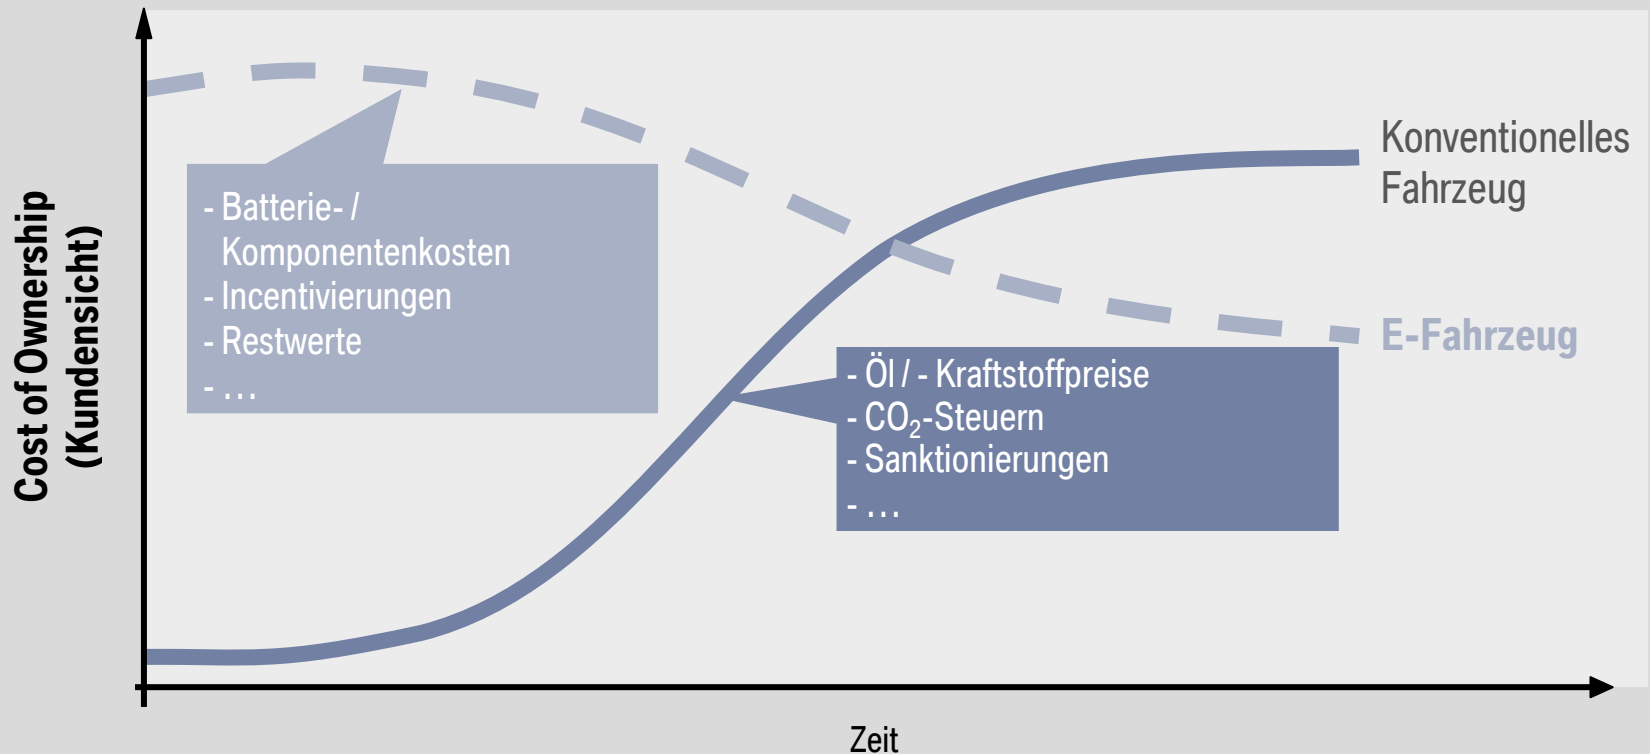 Cost of Ownership
(Kundensicht)
- Batterie- /
Komponentenkosten
- Incentivierungen
- Restwerte
- ...
Konventionelles
Fahrzeug
E-Fahrzeug
- Öl / - Kraftstoffpreise
- CO₂-Steuern
- Sanktionierungen
- ...
Zeit